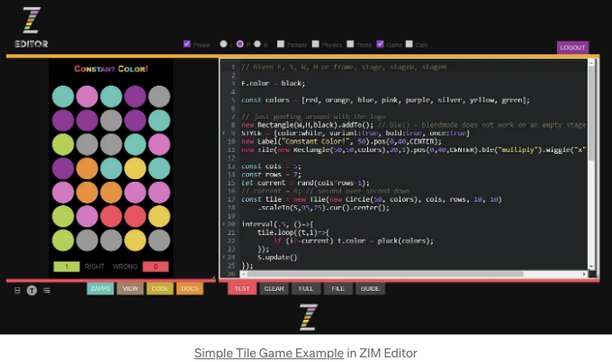 EDITOR
Phone L P B Pizzazz Physics Three Game Cam
LOGOUT
CONSTANT COLOR!
1 RIGHT WRONG 0
1 // Given F, S, W, H or frame, stage, stageW, stageH
2
3 F.color = black;
4
5 const colors = [red, orange, blue, pink, purple, silver, yellow, green];
6
7 // just goofing around with the logo
8 new Rectangle(W,H,black).addTo(); // ble() - blendmode does not work on an empty stage
9 STYLE = {color:white, variant:true, bold:true, once:true}
10 new Label("Constant Color!", 50).pos(0,40,CENTER);
11 new Tile(new Rectangle(50,50,colors),20,1).pos(0,40,CENTER).ble("multiply").wiggle("x"
12
13 const cols = 5;
14 const rows = 7;
15 let current = rand(cols*rows-1);
16 // current = 6; // second over second down
17 const tile = new Tile(new Circle(50, colors), cols, rows, 10, 10)
18 .scaleTo(S,95,75).cur().center();
19
20 interval(.5, ()=>{
21 tile.loop((t,i)=>{
22 if (i!=current) t.color = pluck(colors);
23 });
24 S.update()
25 });
26
T
ZAPPS VIEW CODE DOCS TEST CLEAR FULL FILE GUIDE
Simple Tile Game Example in ZIM Editor